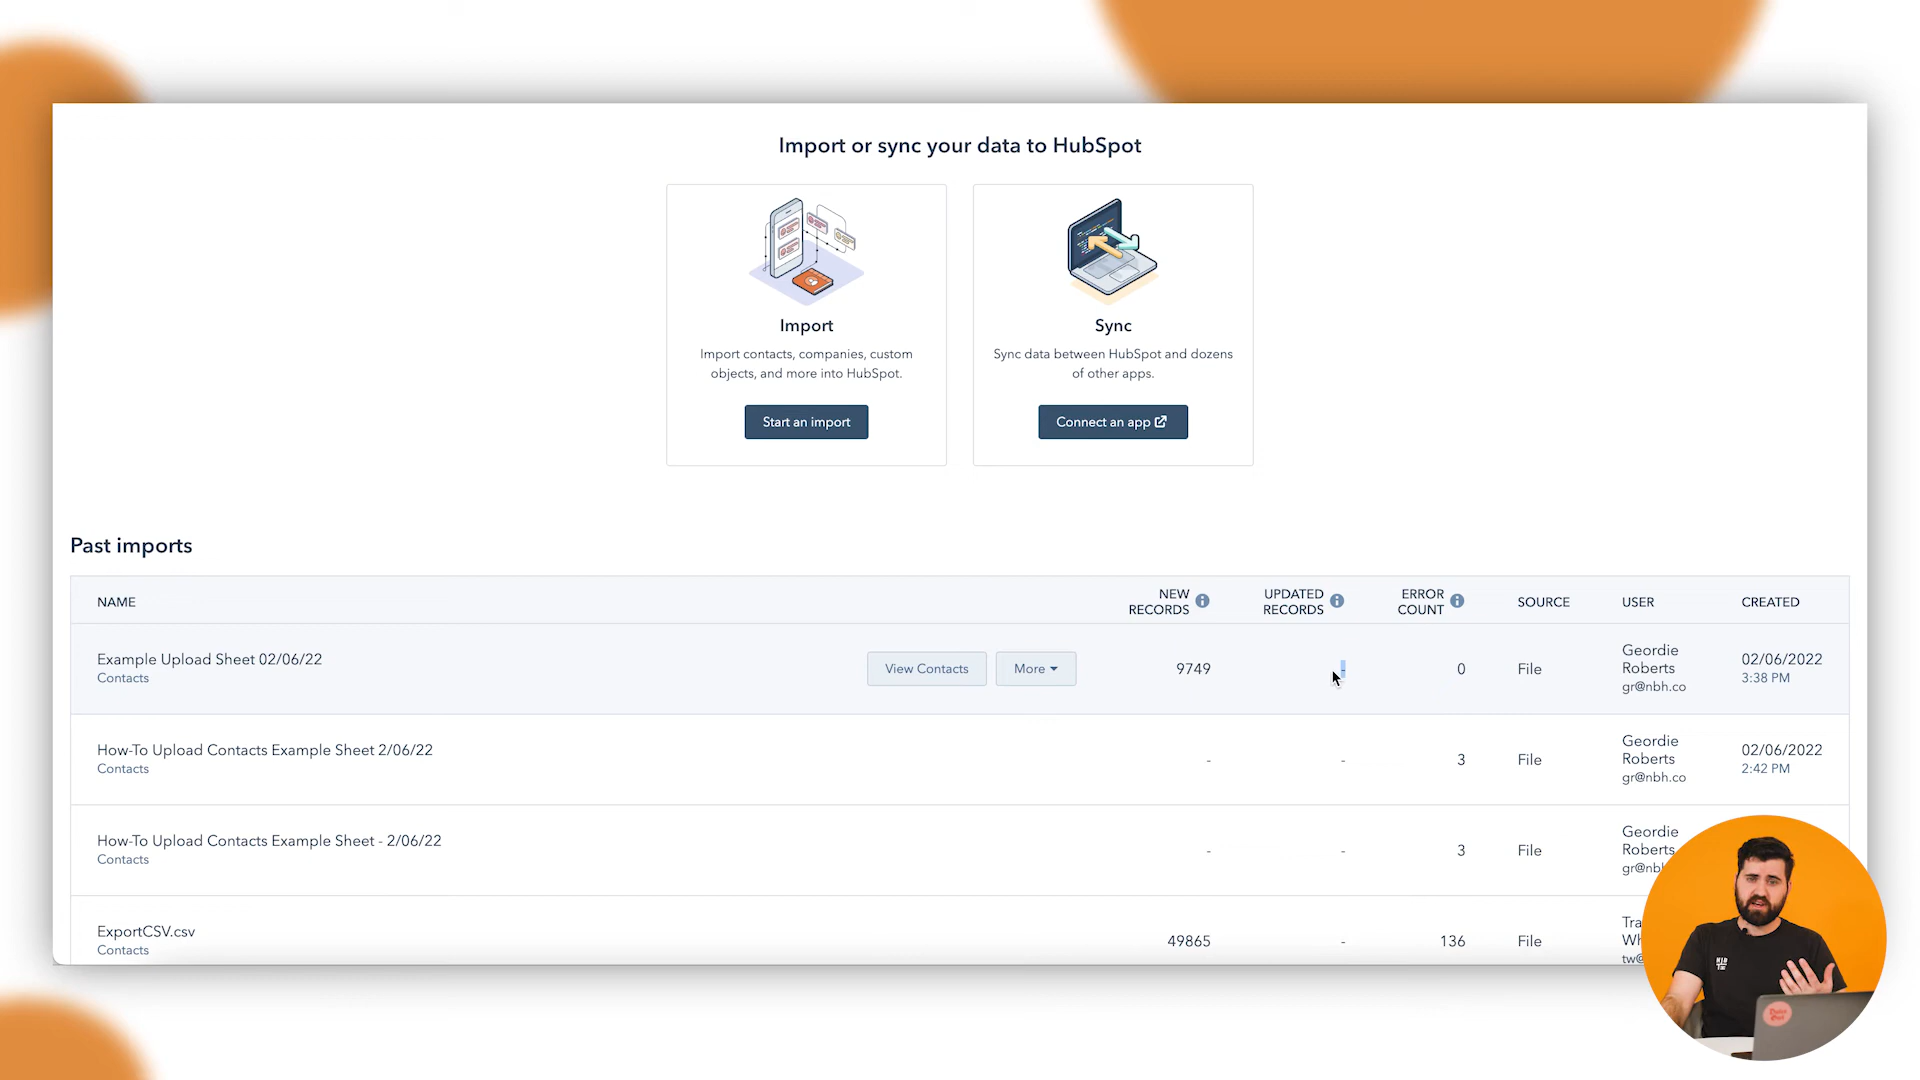 Import or sync your data to HubSpot
Import
Import contacts, companies, custom
objects, and more into HubSpot.
Start an import
Sync
Sync data between HubSpot and dozens
of other apps.
Connect an app
Past imports
NAME
NEW
RECORDS
UPDATED
RECORDS
ERROR
COUNT
SOURCE
USER
CREATED
Example Upload Sheet 02/06/22
Contacts
View Contacts
More
9749
-
0
File
Geordie
Roberts
gr@nbh.co
02/06/2022
3:38 PM
How-To Upload Contacts Example Sheet 2/06/22
Contacts
-
-
3
File
Geordie
Roberts
gr@nbh.co
02/06/2022
2:42 PM
How-To Upload Contacts Example Sheet - 2/06/22
Contacts
-
-
3
File
Geordie
Roberts
ExportCSV.csv
Contacts
49865
-
136
File